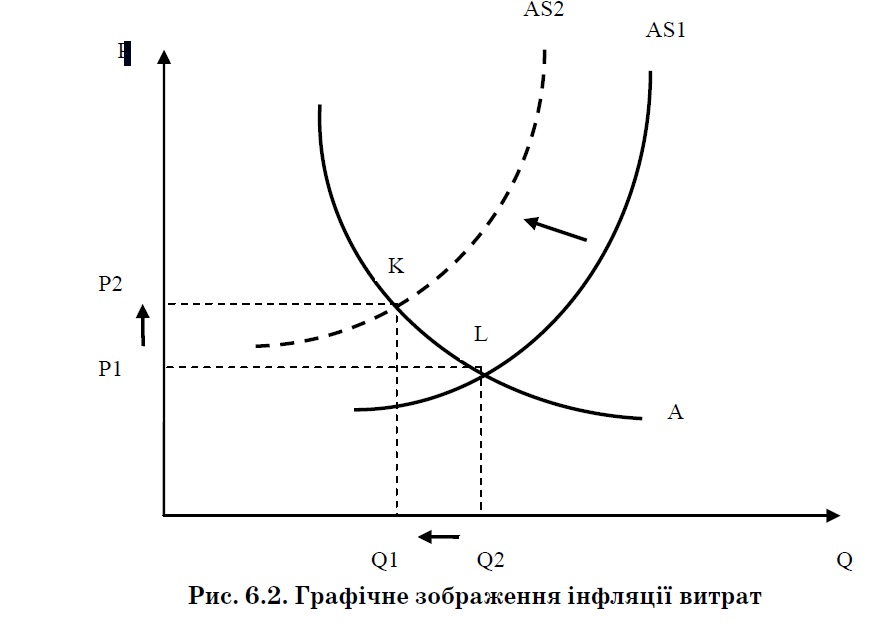 AS2
AS1
P
K
P2
L
P1
A
Q1
Q2
Q
Рис. 6.2. Графічне зображення інфляції витрат